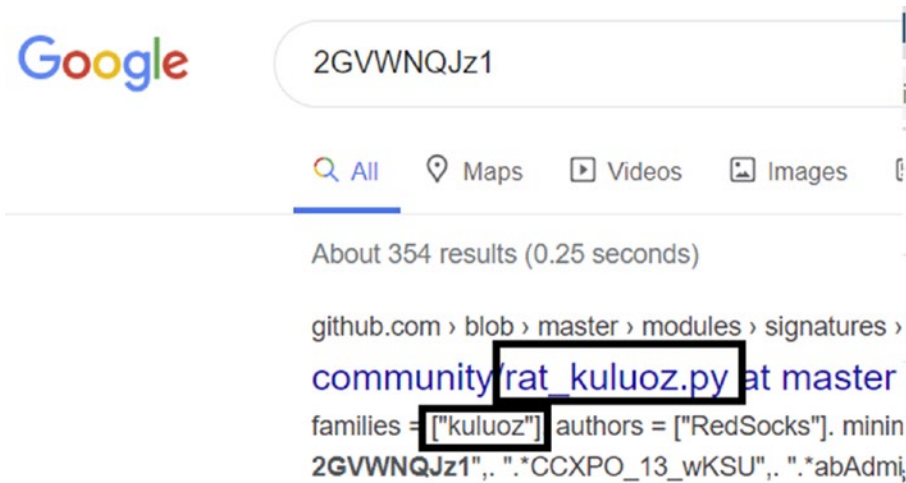 Google
2GVWNQJz1
All Maps Videos Images
About 354 results (0.25 seconds)
github.com › blob › master › modules › signatures ›
community/rat_kuluoz.py at master
families = ["kuluoz"] authors = ["RedSocks"]. minin
2GVWNQJz1",. ".*CCXPO_13_wKSU",. ".*abAdmi